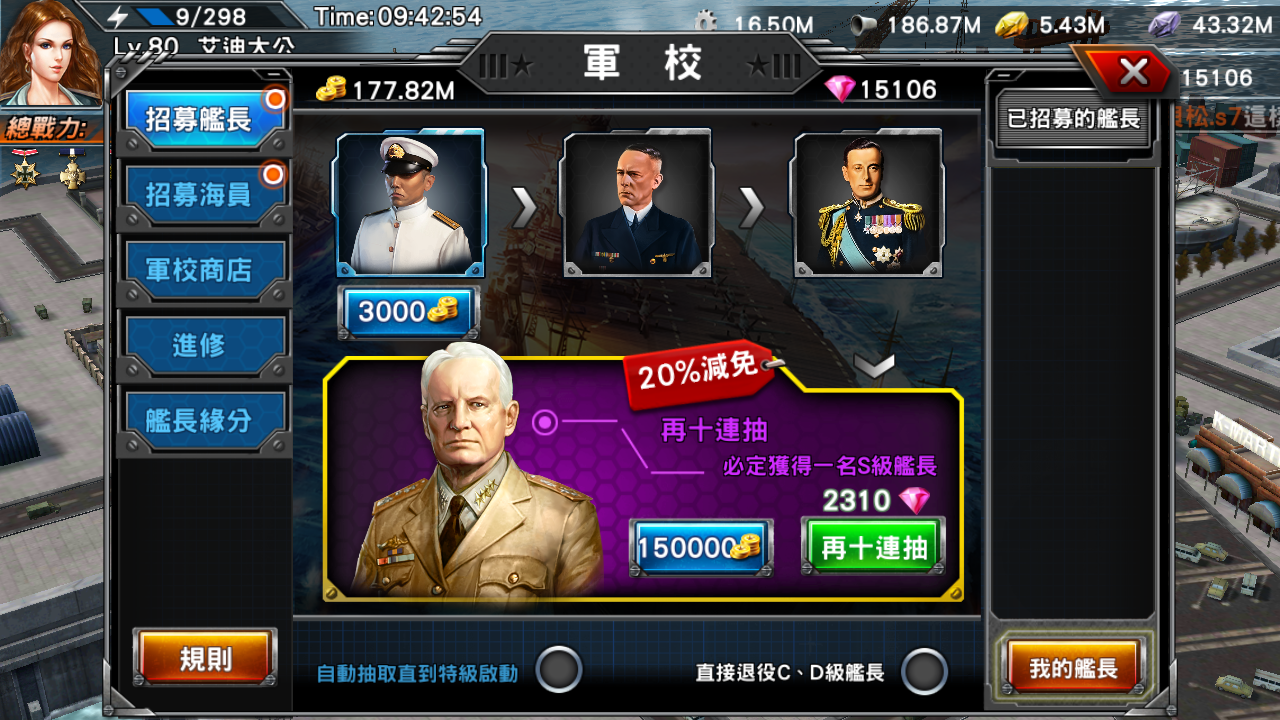 9/298
Time:09:42:54
16.50M
186.87M
5.43M
43.32M
Lv.80 艾迪大公
軍校
177.82M
15106
15106
總戰力:
招募艦長
招募海員
軍校商店
進修
艦長緣分
已招募的艦長
松.s7這
3000
20%減免
再十連抽
必定獲得一名S級艦長
2310
150000
再十連抽
K-MART
規則
自動抽取直到特級啟動
直接退役C、D級艦長
我的艦長